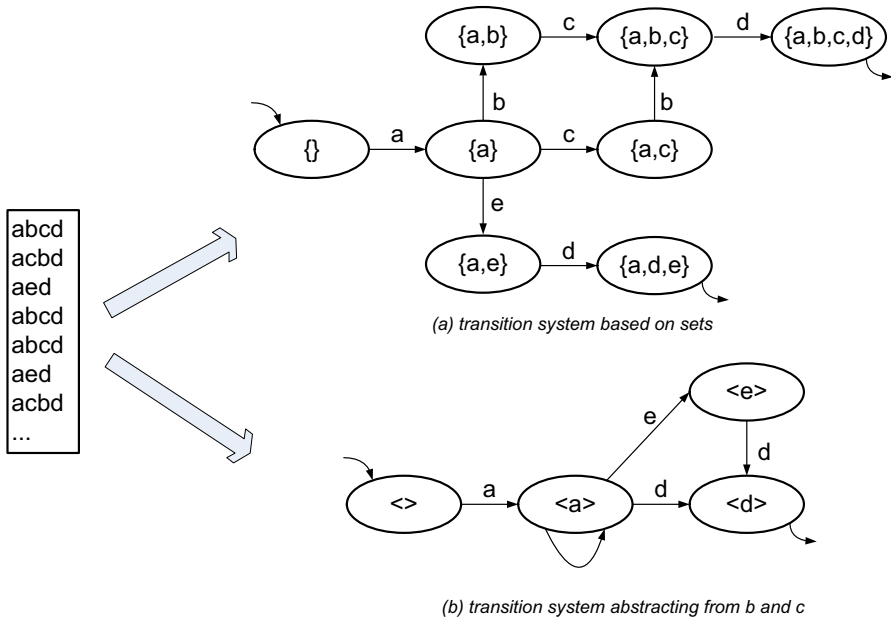 abcd
acbd
aed
abcd
abcd
aed
acbd
...
{a,b}
c
{a,b,c}
d
{a,b,c,d}
b
b
{}
a
{a}
c
{a,c}
e
{a,e}
d
{a,d,e}
(a) transition system based on sets
<e>
e
d
<>
a
<a>
d
<d>
(b) transition system abstracting from b and c